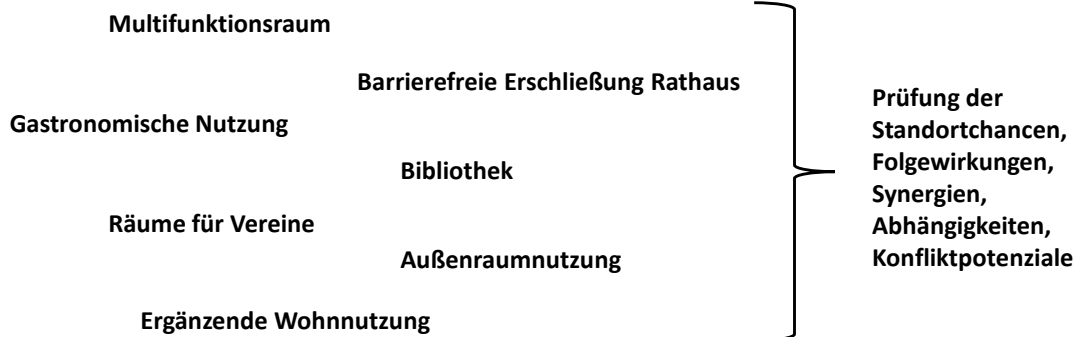 Multifunktionsraum
Barrierefreie Erschließung Rathaus
Gastronomische Nutzung
Bibliothek
Räume für Vereine
Außenraumnutzung
Ergänzende Wohnnutzung
Prüfung der
Standortchancen,
Folgewirkungen,
Synergien,
Abhängigkeiten,
Konfliktpotenziale